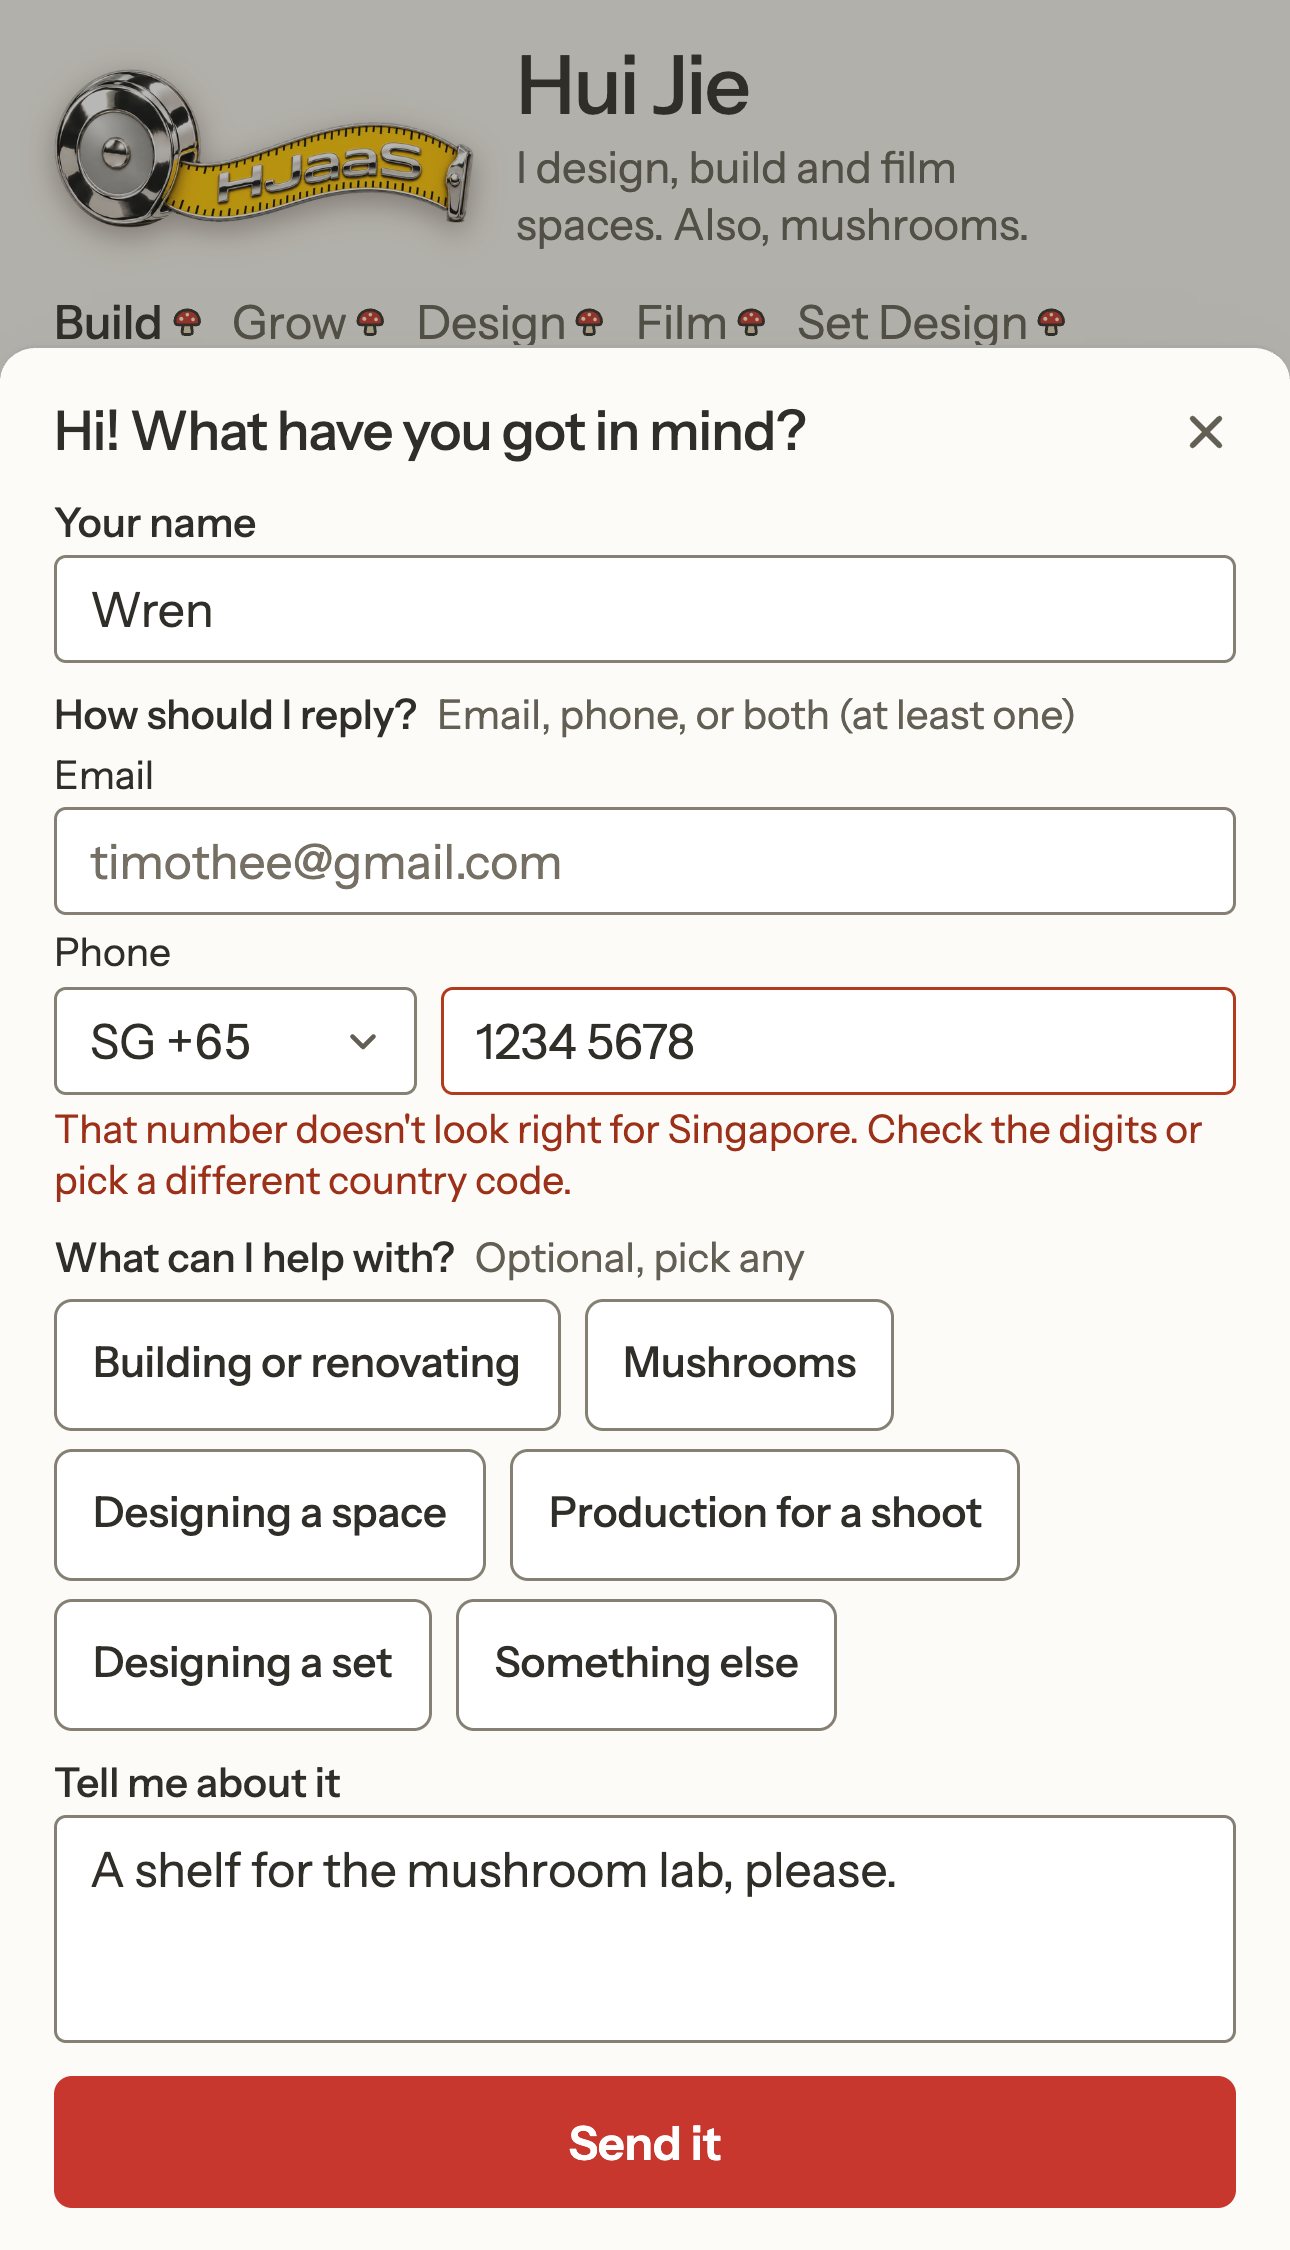 Hui Jie
HJaaS
I design, build and film
spaces. Also, mushrooms.
Build Grow Design Film Set Design
Hi! What have you got in mind?
Your name
Wren
How should I reply? Email, phone, or both (at least one)
Email
timothee@gmail.com
Phone
SG +65 1234 5678
That number doesn't look right for Singapore. Check the digits or
pick a different country code.
What can I help with? Optional, pick any
Building or renovating Mushrooms
Designing a space Production for a shoot
Designing a set Something else
Tell me about it
A shelf for the mushroom lab, please.
Send it